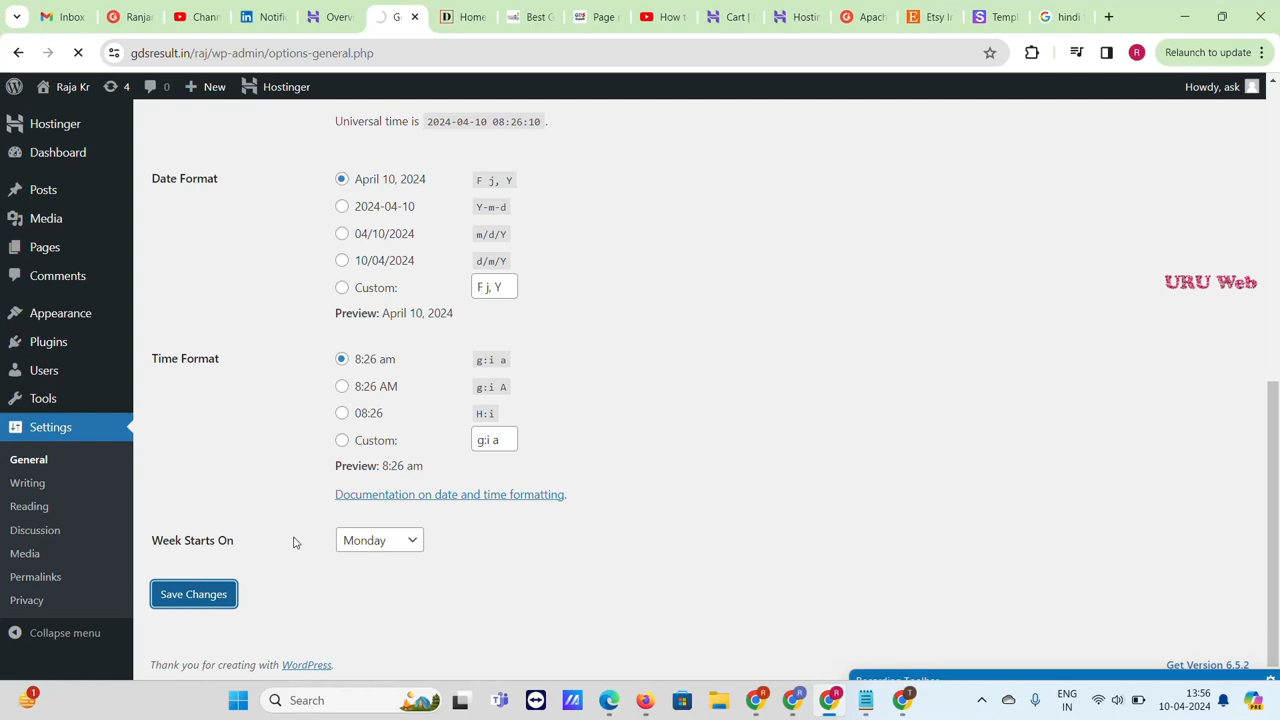 Inbox
Ranjar
Chann
Notific
Overv
G
Home
Best G
Page n
How t
Cart |
Hostin
Apach
Etsy In
Templ
hindi t
gdsresult.in/raj/wp-admin/options-general.php
R
Relaunch to update
Raja Kr
4
0
New
Hostinger
Howdy, ask
Hostinger
Dashboard
Posts
Media
Pages
Comments
Appearance
Plugins
Users
Tools
Settings
General
Writing
Reading
Discussion
Media
Permalinks
Privacy
Collapse menu
Universal time is 2024-04-10 08:26:10 .
Date Format
April 10, 2024 F j, Y
2024-04-10 Y-m-d
04/10/2024 m/d/Y
10/04/2024 d/m/Y
Custom: F j, Y
Preview: April 10, 2024
URU Web
Time Format
8:26 am g:i a
8:26 AM g:i A
08:26 H:i
Custom: g:i a
Preview: 8:26 am
Documentation on date and time formatting.
Week Starts On Monday
Save Changes
Thank you for creating with WordPress.
Get Version 6.5.2
1
Search
ENG
IN
13:56
10-04-2024